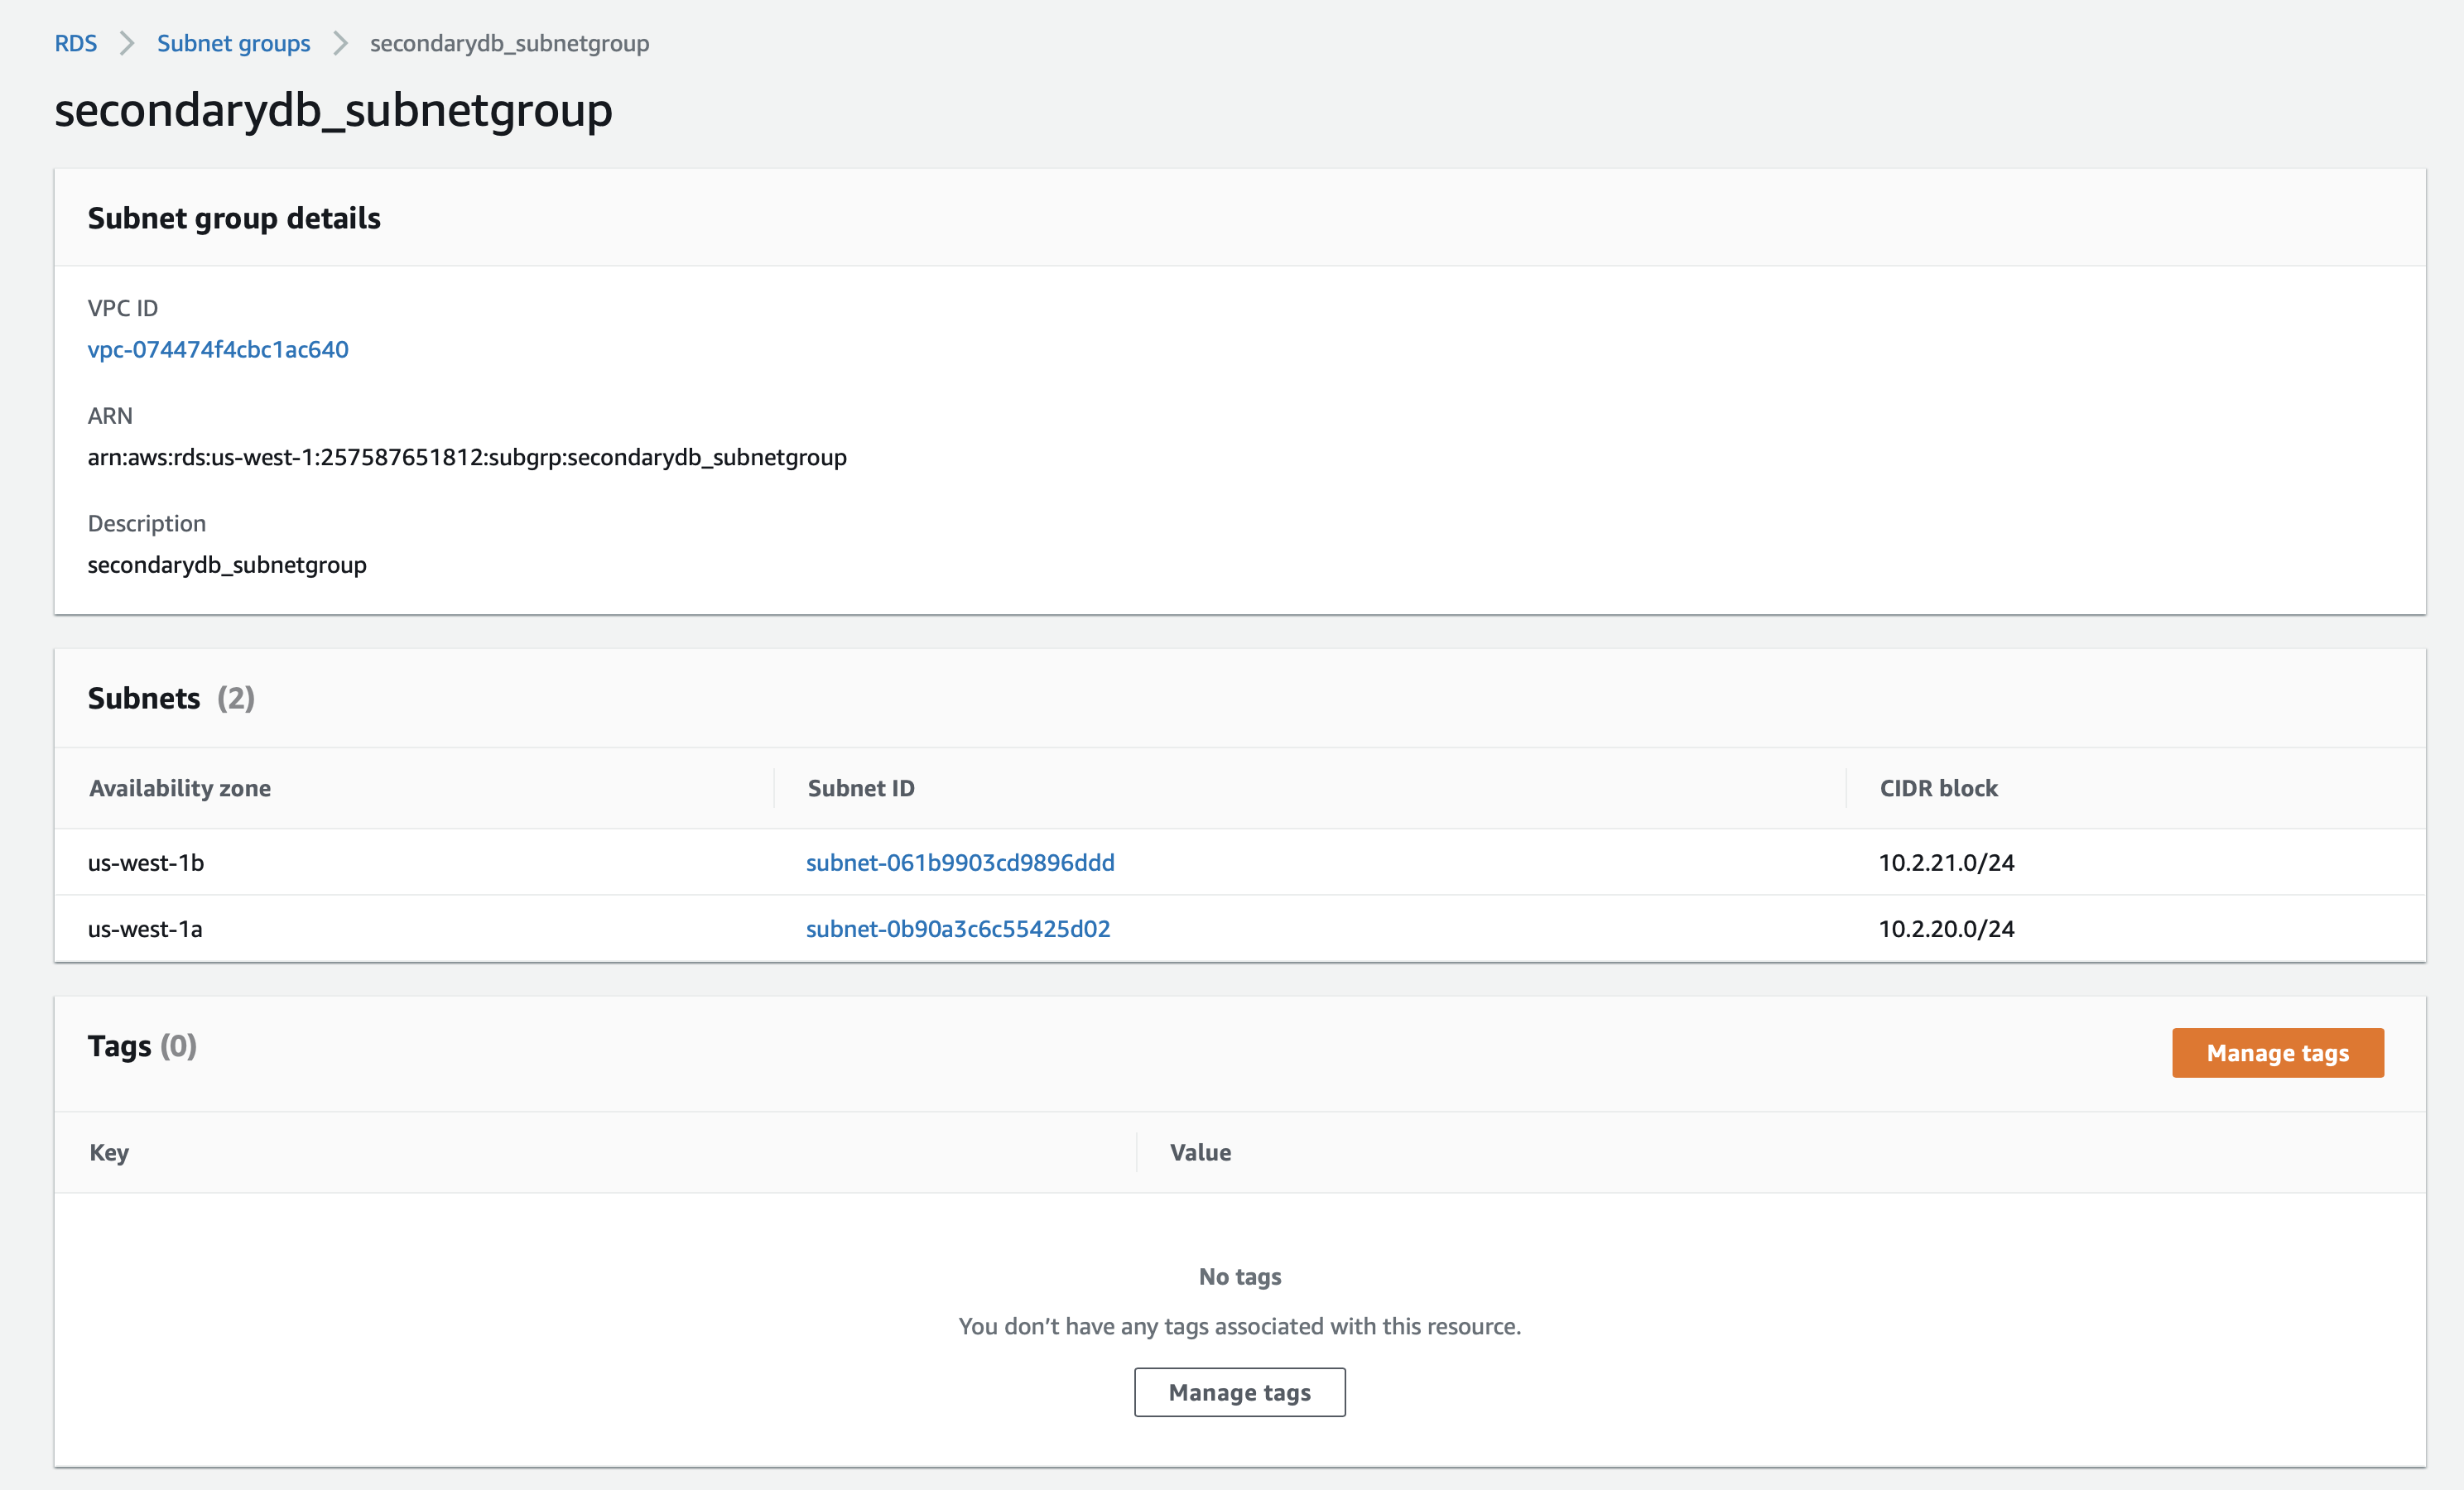 RDS > Subnet groups > secondarydb_subnetgroup
secondarydb_subnetgroup
Subnet group details
VPC ID
vpc-074474f4cbc1ac640
ARN
arn:aws:rds:us-west-1:257587651812:subgrp:secondarydb_subnetgroup
Description
secondarydb_subnetgroup
Subnets (2)
Availability zone Subnet ID CIDR block
us-west-1b subnet-061b9903cd9896ddd 10.2.21.0/24
us-west-1a subnet-0b90a3c6c55425d02 10.2.20.0/24
Tags (0) Manage tags
Key Value
No tags
You don't have any tags associated with this resource.
Manage tags